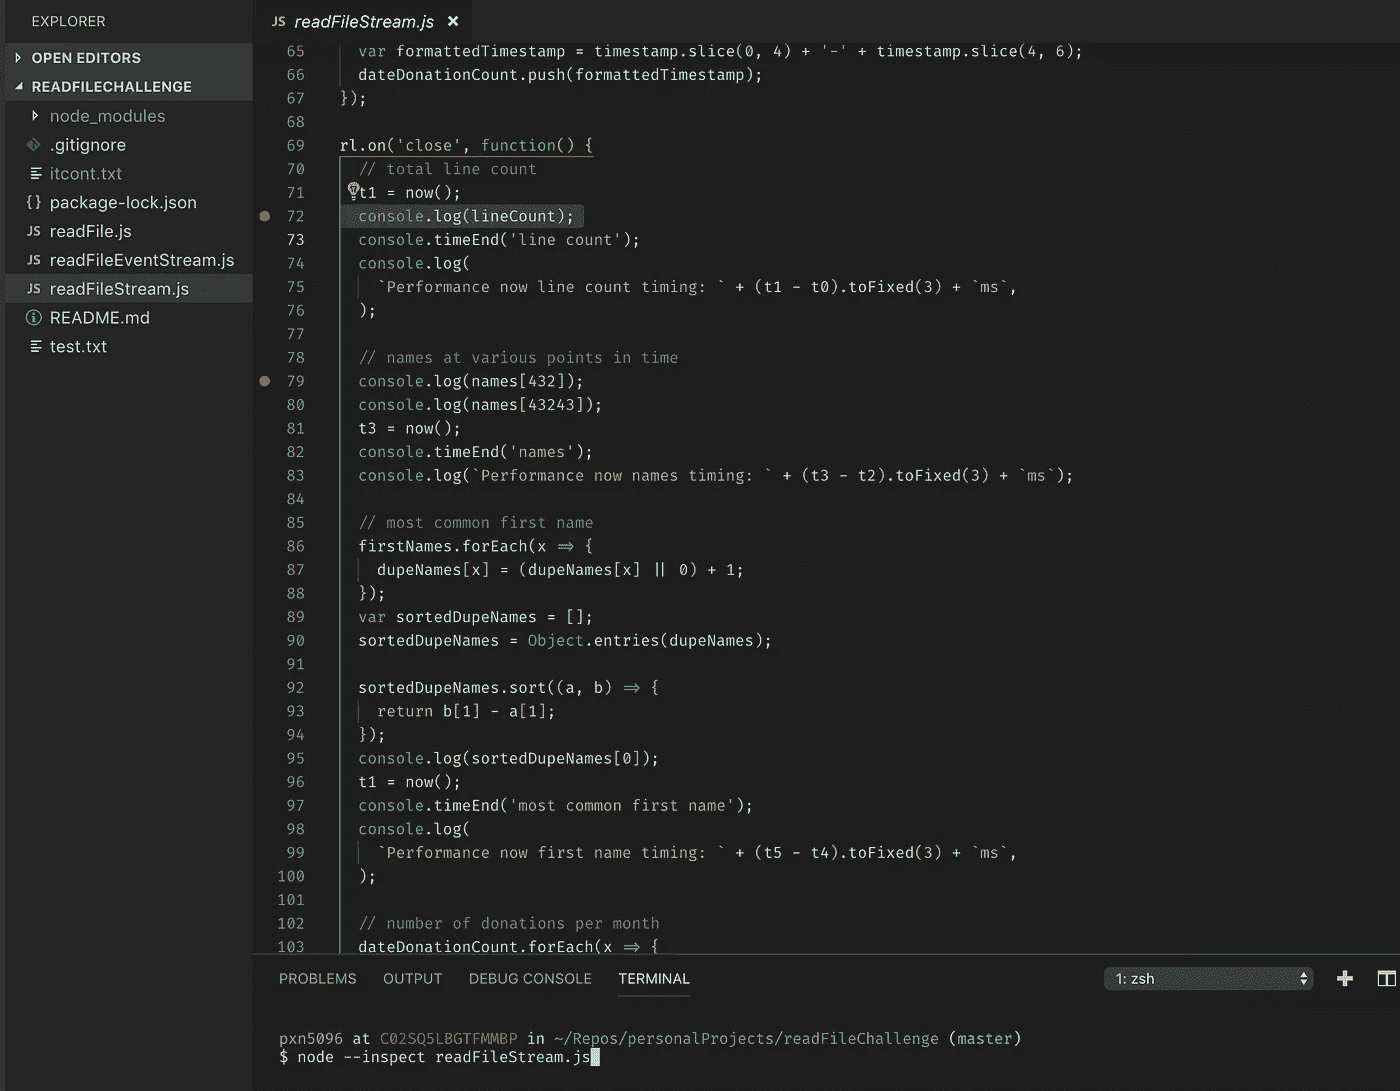 EXPLORER
OPEN EDITORS
READFILECHALLENGE
node_modules
.gitignore
itcont.txt
{} package-lock.json
JS readFile.js
JS readFileEventStream.js
JS readFileStream.js
README.md
test.txt
JS readFileStream.js ×
65 var formattedTimestamp = timestamp.slice(0, 4) + '-' + timestamp.slice(4, 6);
66 dateDonationCount.push(formattedTimestamp);
67 });
68
69 rl.on('close', function() {
70 // total line count
71 t1 = now();
72 console.log(lineCount);
73 console.timeEnd('line count');
74 console.log(
75 `Performance now line count timing: ` + (t1 - t0).toFixed(3) + `ms`,
76 );
77
78 // names at various points in time
79 console.log(names[432]);
80 console.log(names[43243]);
81 t3 = now();
82 console.timeEnd('names');
83 console.log(`Performance now names timing: ` + (t3 - t2).toFixed(3) + `ms`);
84
85 // most common first name
86 firstNames.forEach(x => {
87 dupeNames[x] = (dupeNames[x] || 0) + 1;
88 });
89 var sortedDupeNames = [];
90 sortedDupeNames = Object.entries(dupeNames);
91
92 sortedDupeNames.sort((a, b) => {
93 return b[1] - a[1];
94 });
95 console.log(sortedDupeNames[0]);
96 t1 = now();
97 console.timeEnd('most common first name');
98 console.log(
99 `Performance now first name timing: ` + (t5 - t4).toFixed(3) + `ms`,
100 );
101
102 // number of donations per month
103 dateDonationCount.forEach(x => {
PROBLEMS OUTPUT DEBUG CONSOLE TERMINAL 1: zsh
pxn5096 at C02SQ5LBGTFMMBP in ~/Repos/personalProjects/readFileChallenge (master)
$ node --inspect readFileStream.js